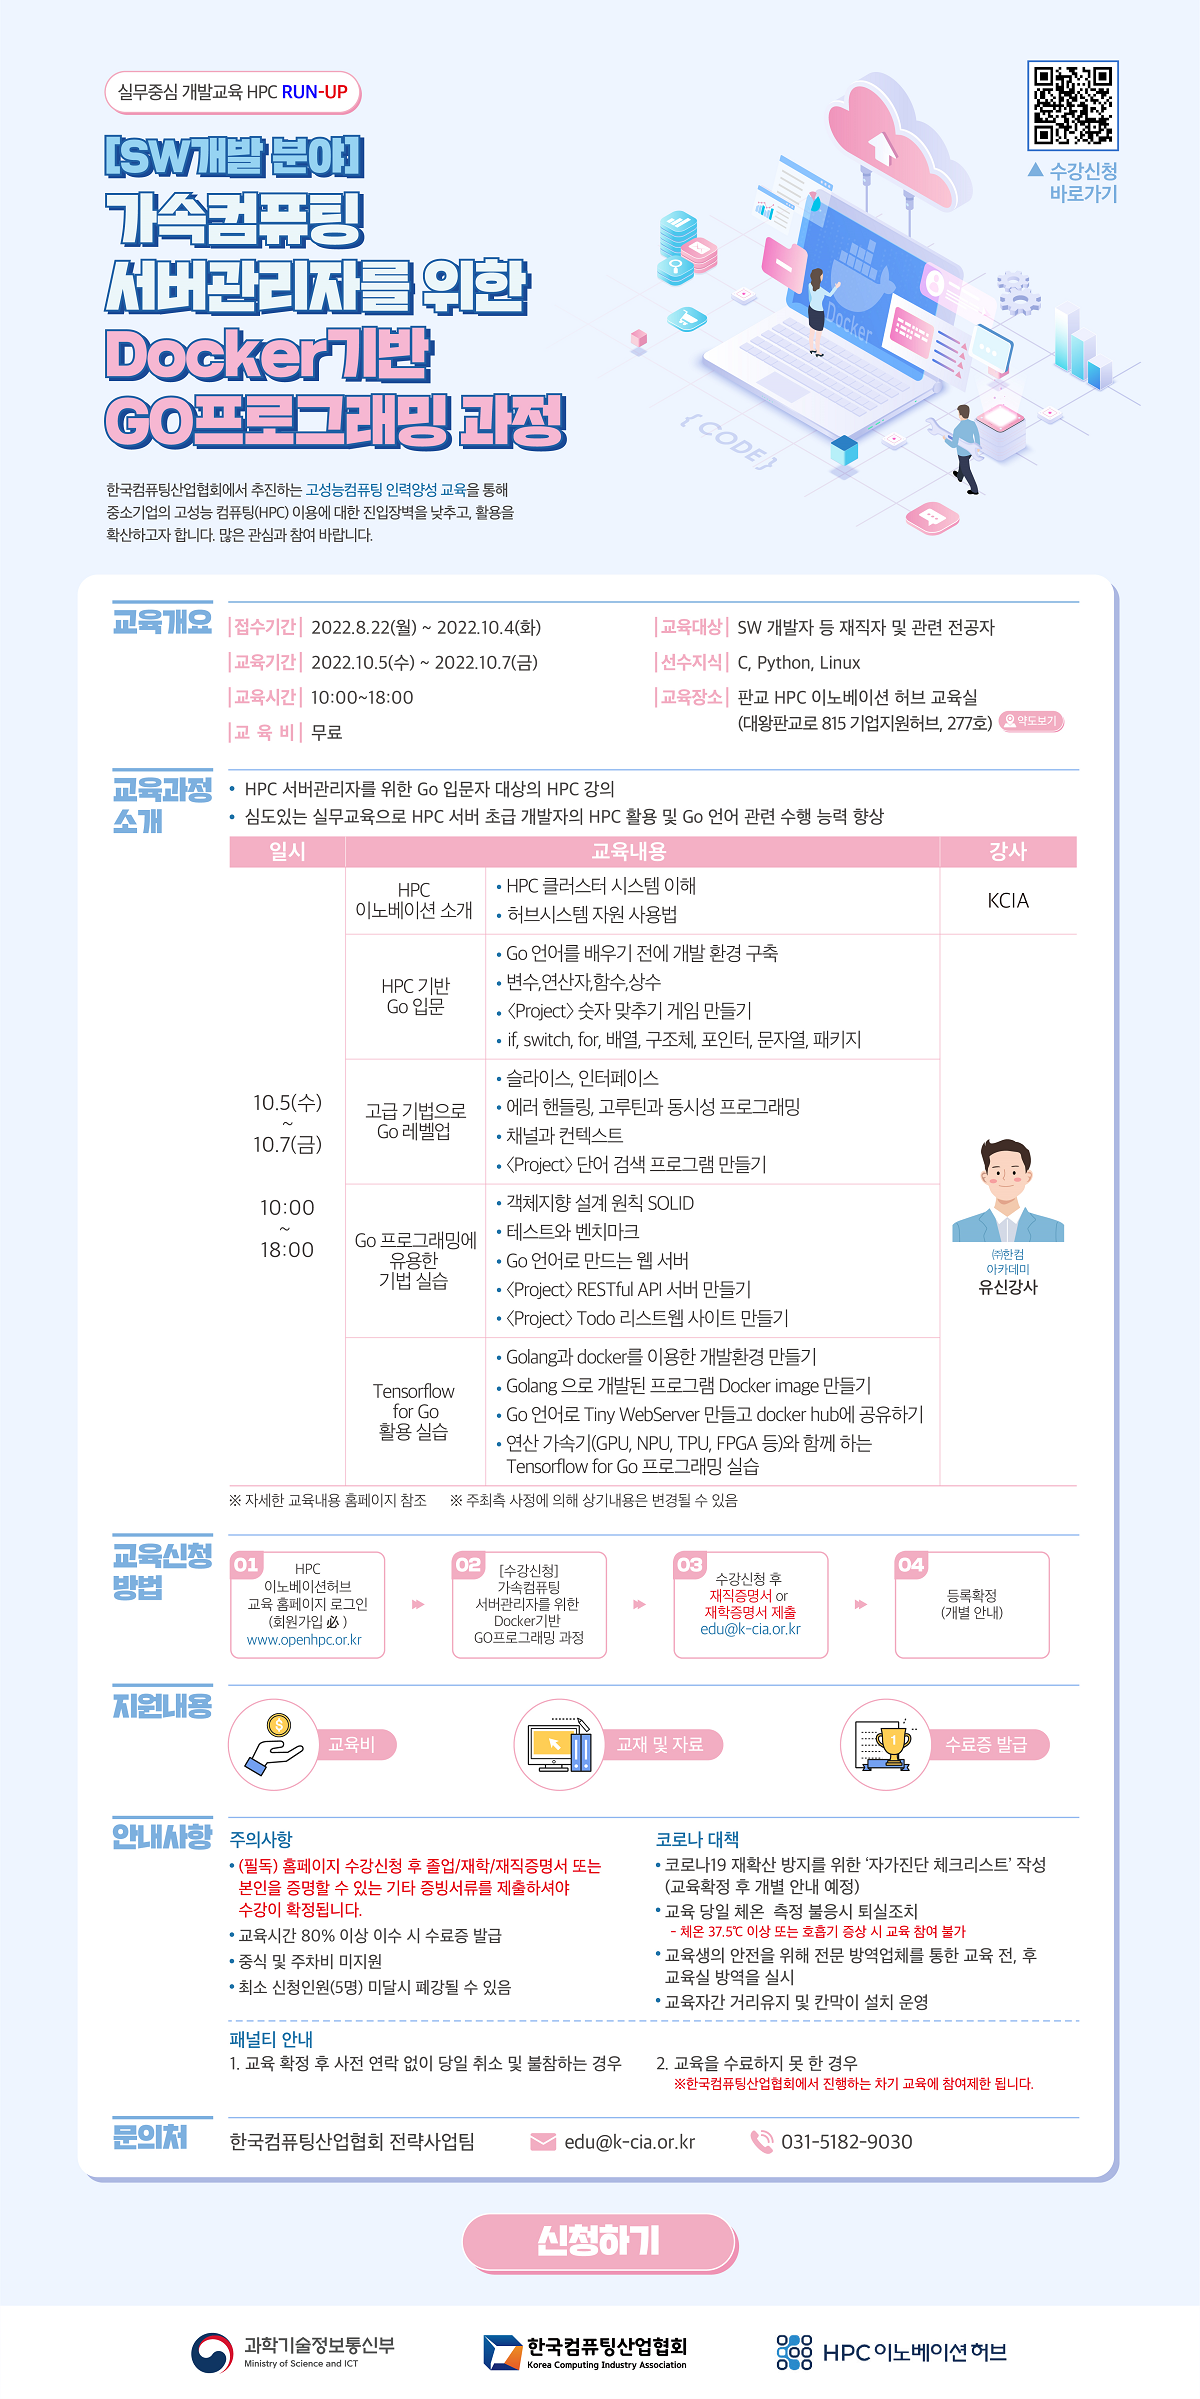 실무중심 개발교육 HPC RUN-UP
[SW개발 분야]
가속컴퓨팅
서버관리자를 위한
Docker기반
GO프로그래밍 과정
▲ 수강신청
바로가기
Docker
{CODE}
한국컴퓨팅산업협회에서 추진하는 고성능컴퓨팅 인력양성 교육을 통해
중소기업의 고성능 컴퓨팅(HPC) 이용에 대한 진입장벽을 낮추고, 활용을
확산하고자 합니다. 많은 관심과 참여 바랍니다.
교육개요
접수기간 2022.8.22(월) ~ 2022.10.4(화)
교육기간 2022.10.5(수) ~ 2022.10.7(금)
교육시간 10:00~18:00
교 육 비 무료
교육대상 SW 개발자 등 재직자 및 관련 전공자
선수지식 C, Python, Linux
교육장소 판교 HPC 이노베이션 허브 교육실
(대왕판교로 815 기업지원허브, 277호) 약도보기
교육과정
소개
• HPC 서버관리자를 위한 Go 입문자 대상의 HPC 강의
• 심도있는 실무교육으로 HPC 서버 초급 개발자의 HPC 활용 및 Go 언어 관련 수행 능력 향상
일시 교육내용 강사
10.5(수)
~
10.7(금)
10:00
~
18:00
HPC
이노베이션 소개
• HPC 클러스터 시스템 이해
• 허브시스템 자원 사용법
KCIA
HPC 기반
Go 입문
• Go 언어를 배우기 전에 개발 환경 구축
• 변수,연산자,함수,상수
• 〈Project〉 숫자 맞추기 게임 만들기
• if, switch, for, 배열, 구조체, 포인터, 문자열, 패키지
고급 기법으로
Go 레벨업
• 슬라이스, 인터페이스
• 에러 핸들링, 고루틴과 동시성 프로그래밍
• 채널과 컨텍스트
• 〈Project〉 단어 검색 프로그램 만들기
Go 프로그래밍에
유용한
기법 실습
• 객체지향 설계 원칙 SOLID
• 테스트와 벤치마크
• Go 언어로 만드는 웹 서버
• 〈Project〉 RESTful API 서버 만들기
• 〈Project〉 Todo 리스트웹 사이트 만들기
Tensorflow
for Go
활용 실습
• Golang과 docker를 이용한 개발환경 만들기
• Golang 으로 개발된 프로그램 Docker image 만들기
• Go 언어로 Tiny WebServer 만들고 docker hub에 공유하기
• 연산 가속기(GPU, NPU, TPU, FPGA 등)와 함께 하는
Tensorflow for Go 프로그래밍 실습
㈜한컴
아카데미
유신강사
※ 자세한 교육내용 홈페이지 참조 ※ 주최측 사정에 의해 상기내용은 변경될 수 있음
교육신청
방법
01
HPC
이노베이션허브
교육 홈페이지 로그인
(회원가입 必 )
www.openhpc.or.kr
02
[수강신청]
가속컴퓨팅
서버관리자를 위한
Docker기반
GO프로그래밍 과정
03
수강신청 후
재직증명서 or
재학증명서 제출
edu@k-cia.or.kr
04
등록확정
(개별 안내)
지원내용
$
교육비
교재 및 자료
1
수료증 발급
안내사항
주의사항
• (필독) 홈페이지 수강신청 후 졸업/재학/재직증명서 또는
본인을 증명할 수 있는 기타 증빙서류를 제출하셔야
수강이 확정됩니다.
• 교육시간 80% 이상 이수 시 수료증 발급
• 중식 및 주차비 미지원
• 최소 신청인원(5명) 미달시 폐강될 수 있음
코로나 대책
• 코로나19 재확산 방지를 위한 ‘자가진단 체크리스트’ 작성
(교육확정 후 개별 안내 예정)
• 교육 당일 체온 측정 불응시 퇴실조치
- 체온 37.5℃ 이상 또는 호흡기 증상 시 교육 참여 불가
• 교육생의 안전을 위해 전문 방역업체를 통한 교육 전, 후
교육실 방역을 실시
• 교육자간 거리유지 및 칸막이 설치 운영
패널티 안내
1. 교육 확정 후 사전 연락 없이 당일 취소 및 불참하는 경우
2. 교육을 수료하지 못 한 경우
※한국컴퓨팅산업협회에서 진행하는 차기 교육에 참여제한 됩니다.
문의처
한국컴퓨팅산업협회 전략사업팀 edu@k-cia.or.kr 031-5182-9030
신청하기
과학기술정보통신부
Ministry of Science and ICT
한국컴퓨팅산업협회
Korea Computing Industry Association
HPC 이노베이션 허브